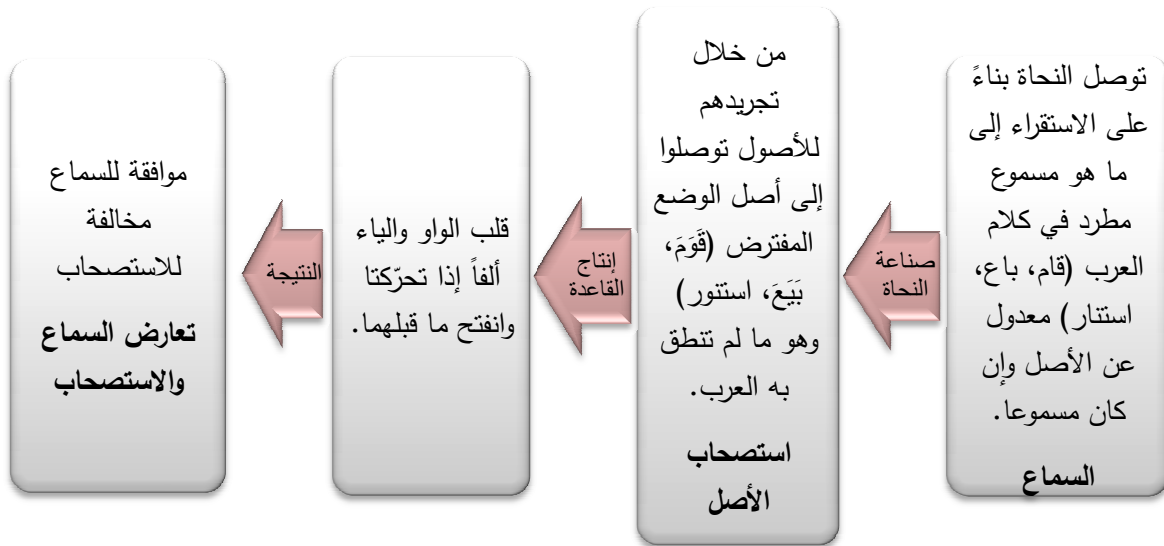 توصل النحاة بناءً
على الاستقراء إلى
ما هو مسموع
مطرد في كلام
العرب (قام، باع،
استنار) معدول
عن الأصل وإن
كان مسموعا.
السماع
صناعة
النحاة
من خلال
تجريدهم
للأصول توصلوا
إلى أصل الوضع
المفترض (قَوَمَ،
بَيَعَ، استنور)
وهو ما لم تنطق
به العرب.
استصحاب
الأصل
إنتاج
القاعدة
قلب الواو والياء
ألفاً إذا تحرّكتا
وانفتح ما قبلهما.
النتيجة
موافقة للسماع
مخالفة
للاستصحاب
تعارض السماع
والاستصحاب